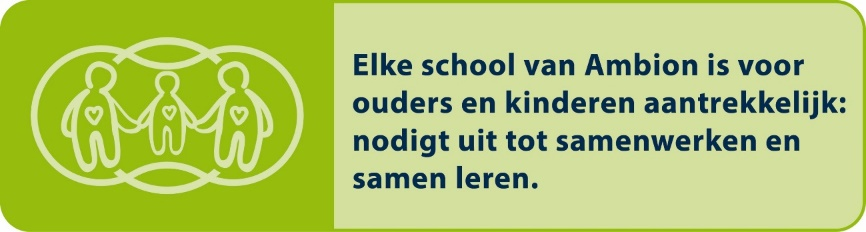 Elke school van Ambion is voor
ouders en kinderen aantrekkelijk:
nodigt uit tot samenwerken en
samen leren.